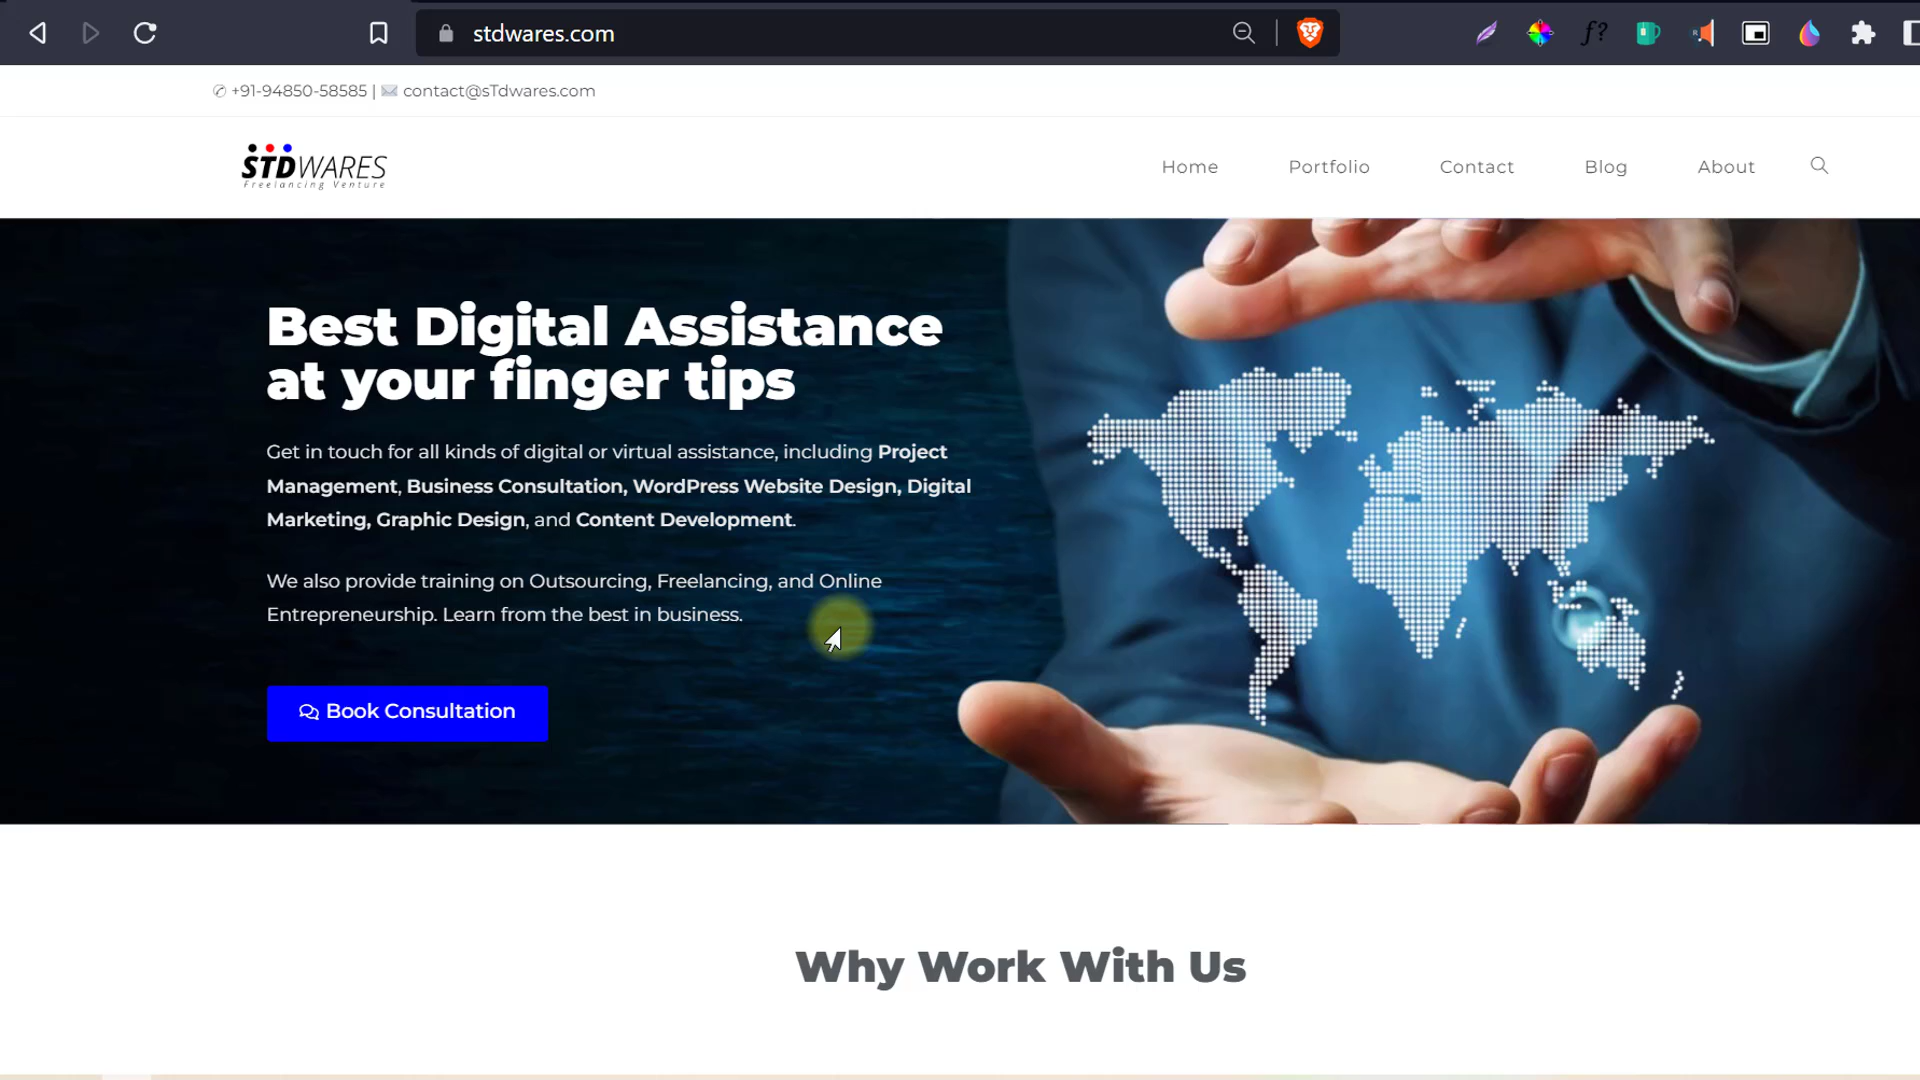 stdwares.com
+91-94850-58585 | contact@sTdwares.com
STDWARES
Freelancing Venture
Home Portfolio Contact Blog About
Best Digital Assistance
at your finger tips
Get in touch for all kinds of digital or virtual assistance, including Project
Management, Business Consultation, WordPress Website Design, Digital
Marketing, Graphic Design, and Content Development.
We also provide training on Outsourcing, Freelancing, and Online
Entrepreneurship. Learn from the best in business.
Book Consultation
Why Work With Us